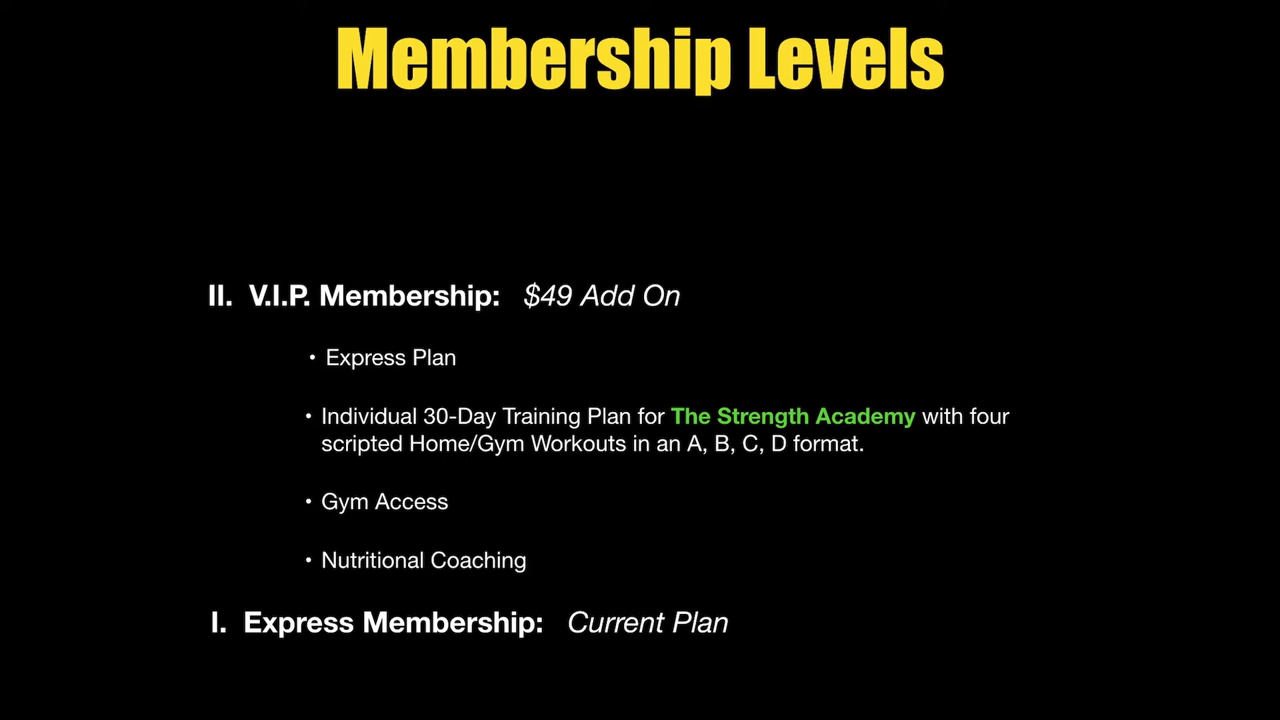 Membership Levels
II. V.I.P. Membership: $49 Add On
• Express Plan
• Individual 30-Day Training Plan for The Strength Academy with four
scripted Home/Gym Workouts in an A, B, C, D format.
• Gym Access
• Nutritional Coaching
I. Express Membership: Current Plan